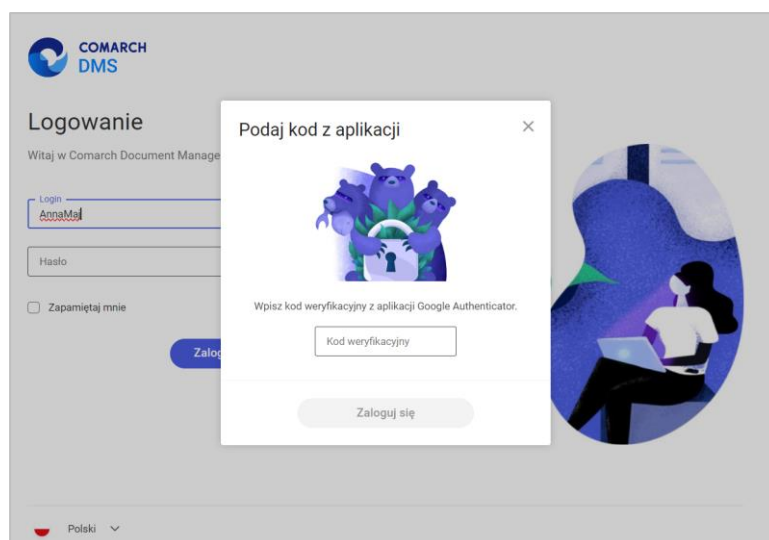 COMARCH
DMS
Logowanie
Witaj w Comarch Document Manage
Login
AnnaMaj
Hasło
Zapamiętaj mnie
Zalog
Podaj kod z aplikacji
Wpisz kod weryfikacyjny z aplikacji Google Authenticator.
Kod weryfikacyjny
Zaloguj się
Polski